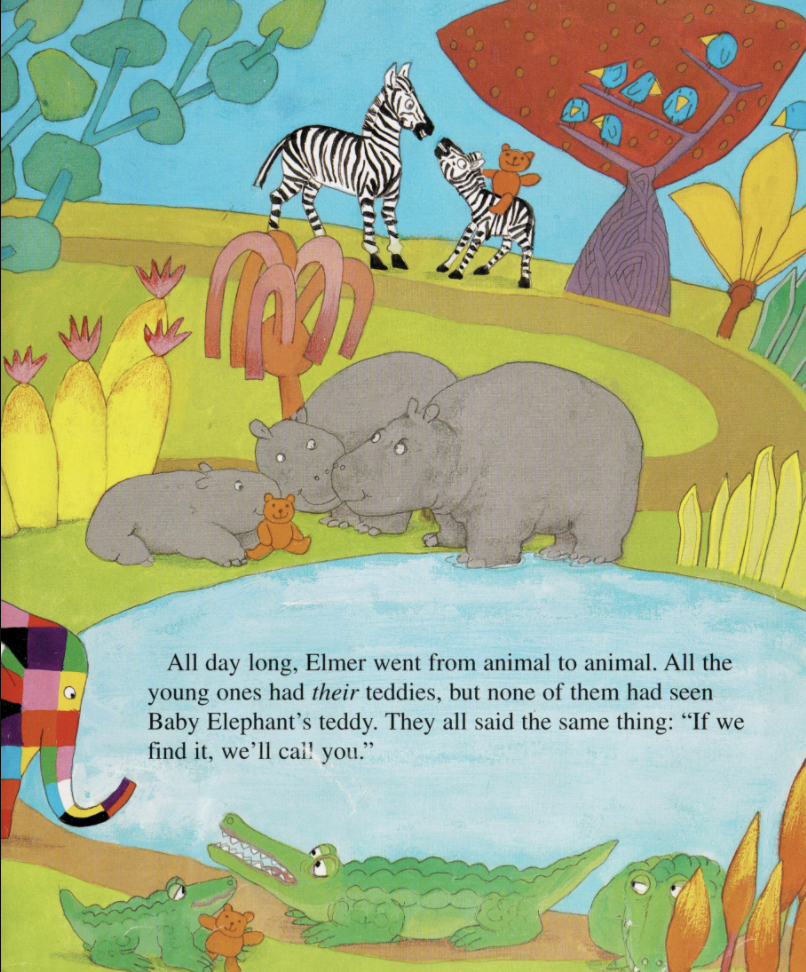 All day long, Elmer went from animal to animal. All the
young ones had their teddies, but none of them had seen
Baby Elephant’s teddy. They all said the same thing: “If we
find it, we’ll call you.”